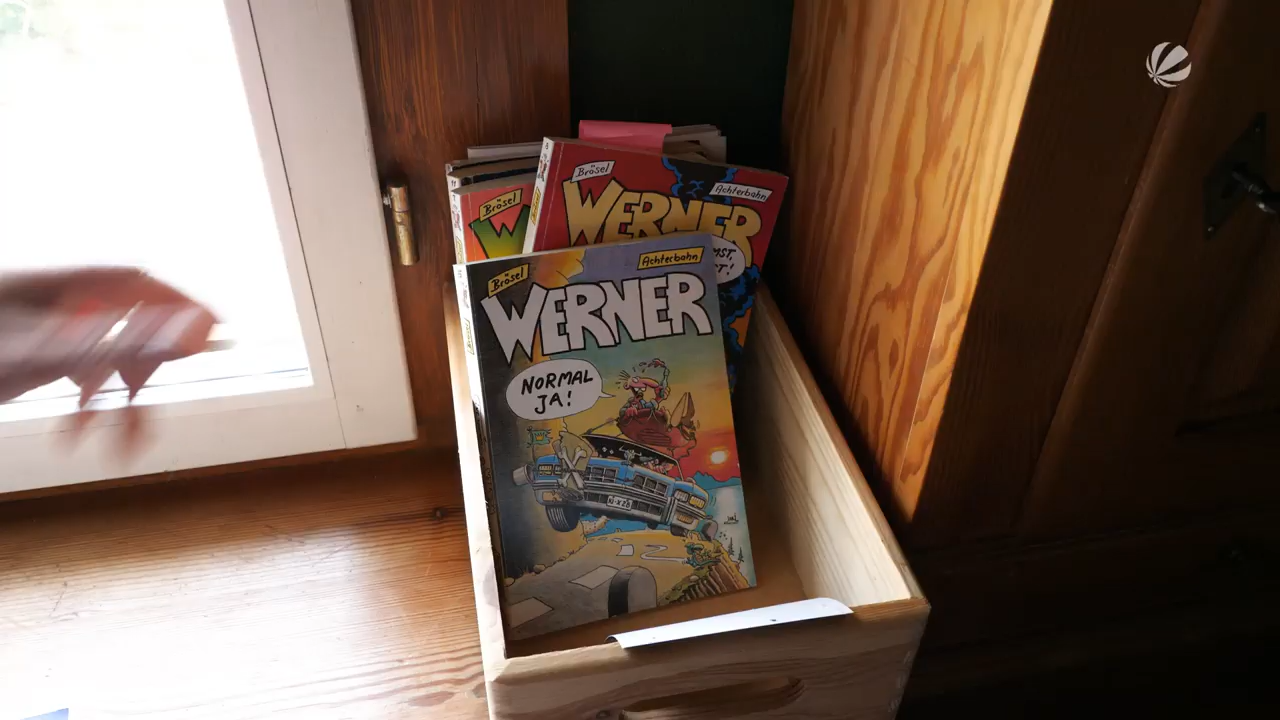 Brösel
Achterbahn
WERNER
Brösel
W
Brösel
Achterbahn
WERNER
NORMAL
JA!